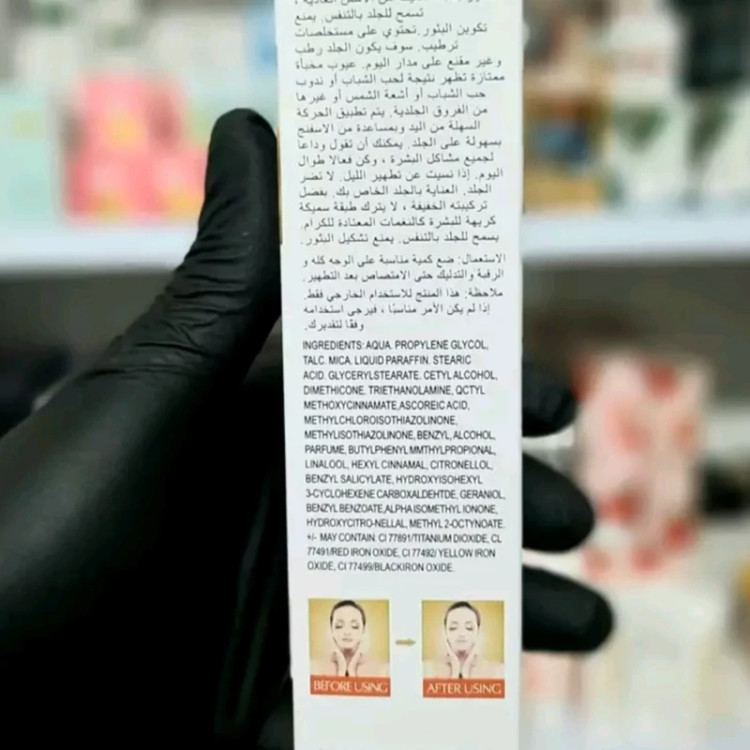 تسمح للجلد بالتنفس. يمنع
تكوين البثور.تحتوي على مستخلصات
ترطيب. سوف يكون الجلد رطب
وغير مقنع على مدار اليوم. عيوب مخبأة
ممتازة تظهر نتيجة لحب الشباب أو ندوب
حب الشباب أو أشعة الشمس أو غيرها
من الفروق الجلدية. يتم تطبيق الحركة
السهلة من اليد وبمساعدة من الاسفنج
بسهولة على الجلد. يمكنك أن تقول وداعا
لجميع مشاكل البشرة ، وكن فعالا طوال
اليوم. إذا نسيت عن تطهير الليل. لا تضر
الجلد. العناية بالجلد الخاص بك. بفضل
تركيبته الخفيفة ، لا يترك طبقة سميكة
كريهة للبشرة كالنغمات المعتادة للكرام.
يسمح للجلد بالتنفس. يمنع تشكيل البثور.
الاستعمال: ضع كمية مناسبة على الوجه كله و
الرقبة والتدليك حتى الامتصاص بعد التطهير.
ملاحظة: هذا المنتج للاستخدام الخارجي فقط.
إذا لم يكن الأمر مناسبًا ، فيرجى استخدامه
وفقا لتقديرك.
INGREDIENTS: AQUA. PROPYLENE GLYCOL,
TALC. MICA. LIQUID PARAFFIN. STEARIC
ACID. GLYCERYLSTEARATE. CETYL ALCOHOL,
DIMETHICONE. TRIETHANOLAMINE, QCTYL
METHOXYCINNAMATE,ASCOREIC ACID,
METHYLCHLOROISOTHIAZOLINONE,
METHYLISOTHIAZOLINONE, BENZYL, ALCOHOL,
PARFUME, BUTYLPHENYL MMTHYLPROPIONAL,
LINALOOL, HEXYL CINNAMAL, CITRONELLOL,
BENZYL SALICYLATE, HYDROXYISOHEXYL
3-CYCLOHEXENE CARBOXALDEHTDE, GERANIOL,
BENZYL BENZOATE,ALPHA ISOMETHYL IONONE,
HYDROXYCITRO-NELLAL, METHYL 2-OCTYNOATE.
+/- MAY CONTAIN: CI 77891/TITANIUM DIOXIDE, CL
77491/RED IRON OXIDE, CI 77492/ YELLOW IRON
OXIDE, CI 77499/BLACKIRON OXIDE.
BEFORE USING
AFTER USING